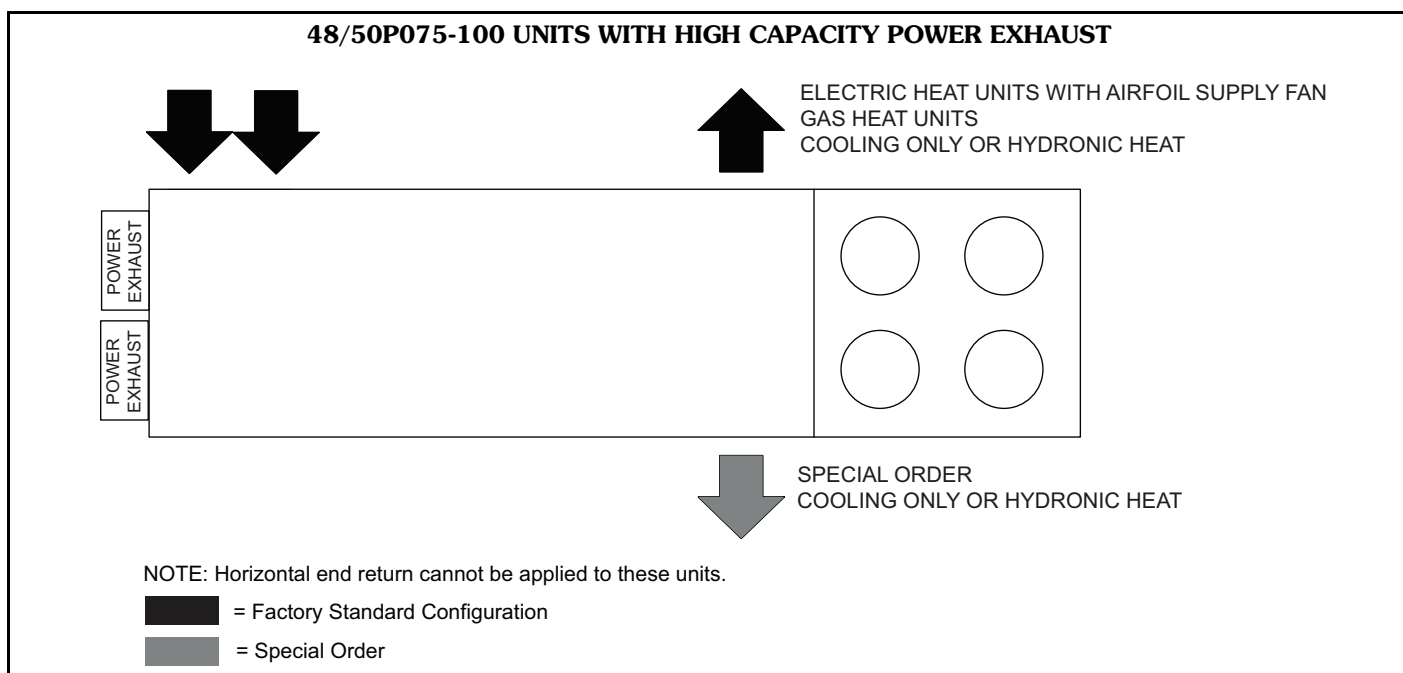 48/50P075-100 UNITS WITH HIGH CAPACITY POWER EXHAUST
ELECTRIC HEAT UNITS WITH AIRFOIL SUPPLY FAN
GAS HEAT UNITS
COOLING ONLY OR HYDRONIC HEAT
POWER
EXHAUST
POWER
EXHAUST
SPECIAL ORDER
COOLING ONLY OR HYDRONIC HEAT
NOTE: Horizontal end return cannot be applied to these units.
= Factory Standard Configuration
= Special Order